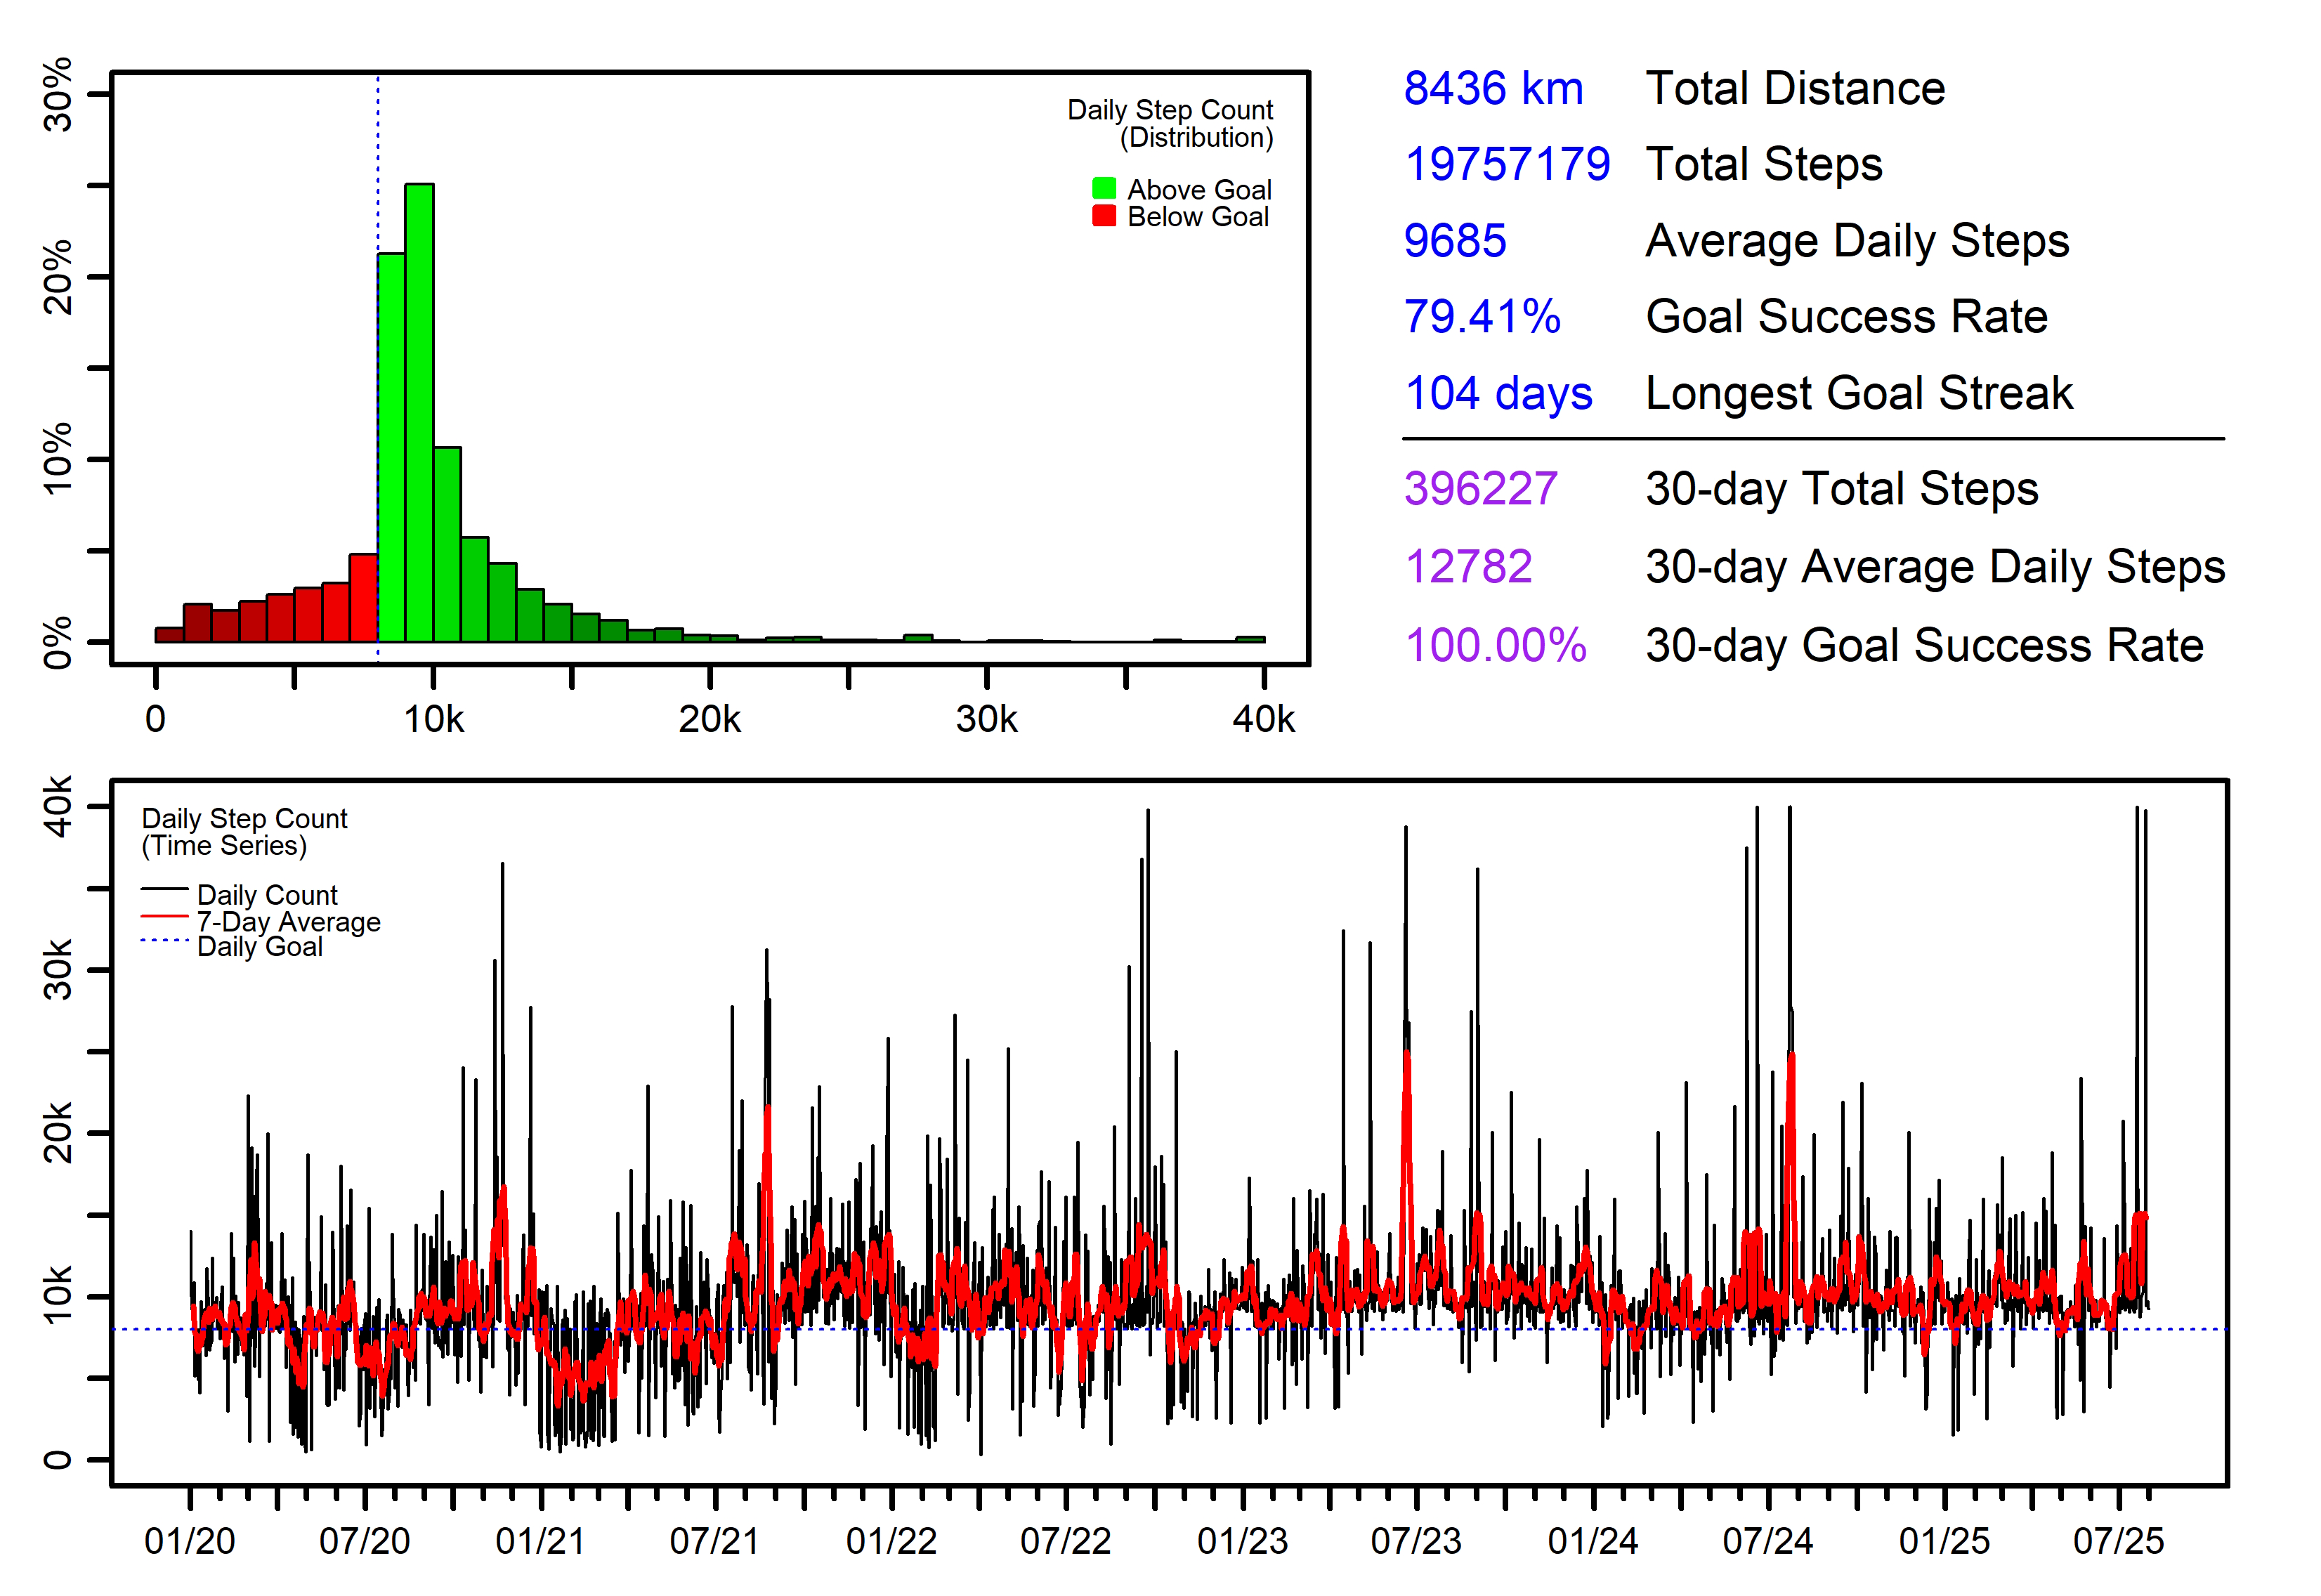 30%
20%
10%
0%
Daily Step Count
(Distribution)
Above Goal
Below Goal
0 10k 20k 30k 40k
8436 km Total Distance
19757179 Total Steps
9685 Average Daily Steps
79.41% Goal Success Rate
104 days Longest Goal Streak
396227 30-day Total Steps
12782 30-day Average Daily Steps
100.00% 30-day Goal Success Rate
40k
30k
20k
10k
0
Daily Step Count
(Time Series)
Daily Count
7-Day Average
Daily Goal
01/20 07/20 01/21 07/21 01/22 07/22 01/23 07/23 01/24 07/24 01/25 07/25